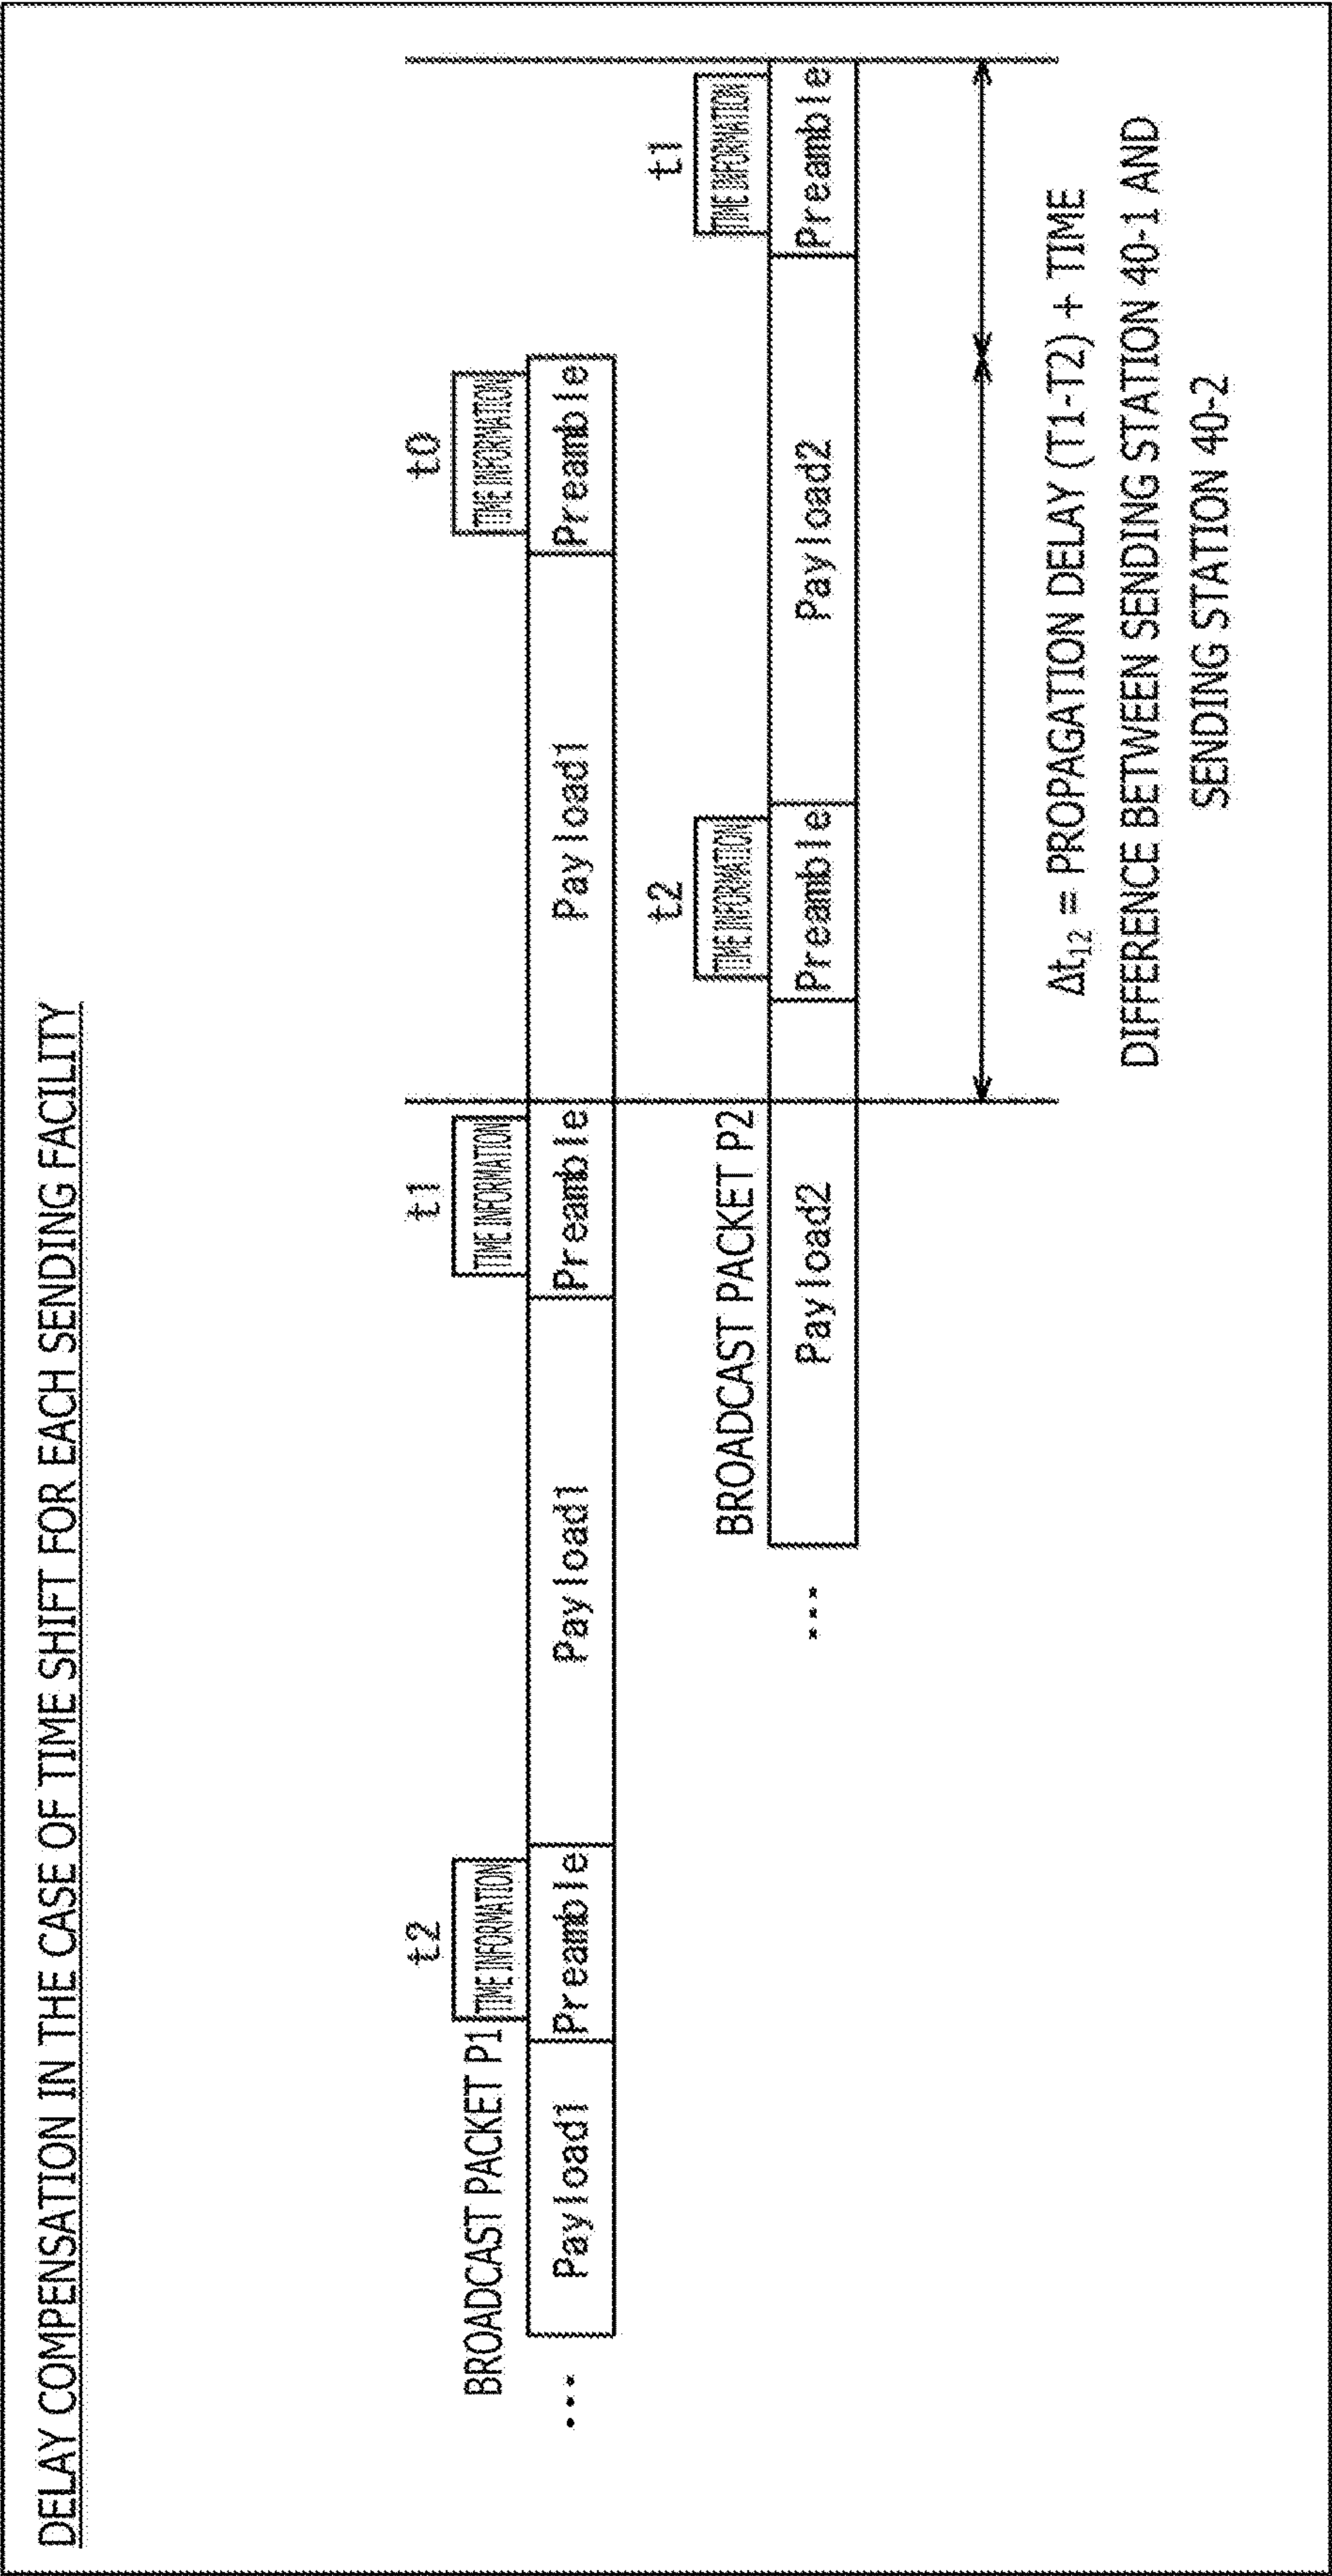 DELAY COMPENSATION IN THE CASE OF TIME SHIFT FOR EACH SENDING FACILITY
t2
t1
t0
BROADCAST PACKET P1
TIME INFORMATION
TIME INFORMATION
TIME INFORMATION
...
Payload1
Preamble
Payload1
Preamble
Payload1
Preamble
t2
t1
BROADCAST PACKET P2
TIME INFORMATION
TIME INFORMATION
...
Payload2
Preamble
Payload2
Preamble
Δt₁₂ = PROPAGATION DELAY (T1-T2) + TIME
DIFFERENCE BETWEEN SENDING STATION 40-1 AND
SENDING STATION 40-2